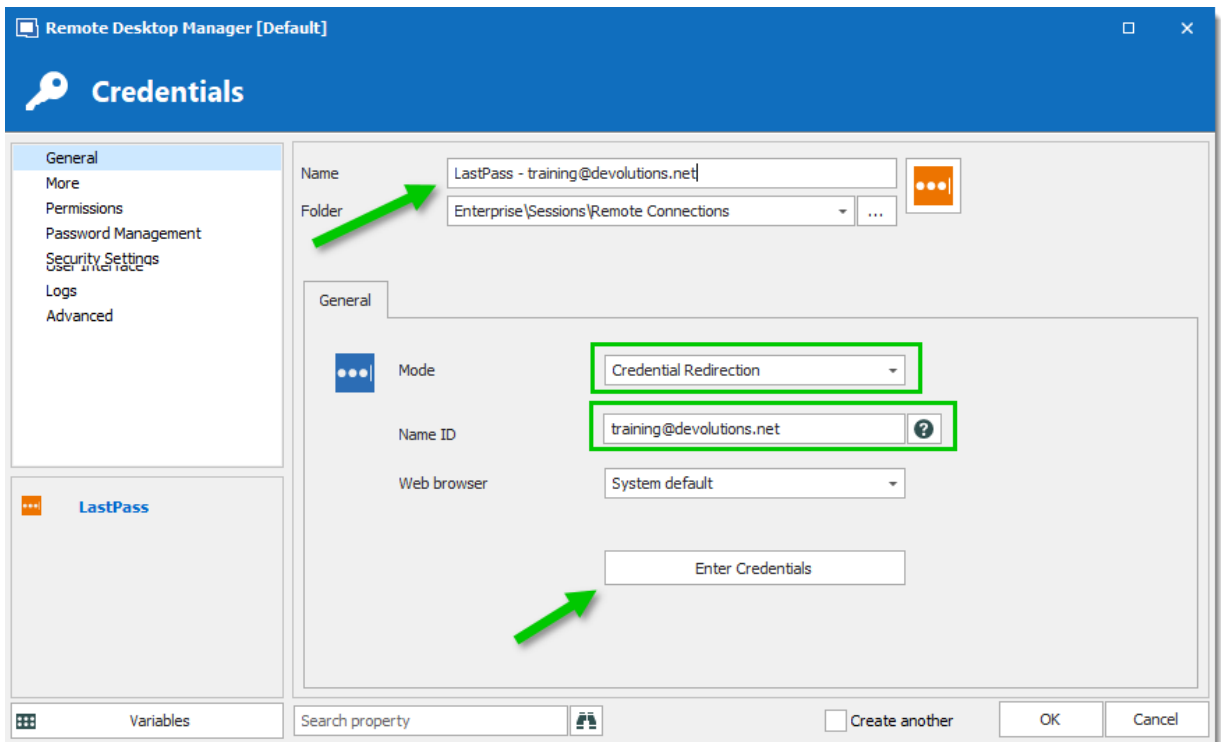 Remote Desktop Manager [Default]
Credentials
General
More
Permissions
Password Management
Security Settings
User Interface
Logs
Advanced
LastPass
Variables
Name
LastPass - training@devolutions.net
Folder
Enterprise\Sessions\Remote Connections
...
General
Mode
Credential Redirection
Name ID
training@devolutions.net
?
Web browser
System default
Enter Credentials
Search property
Create another
OK
Cancel